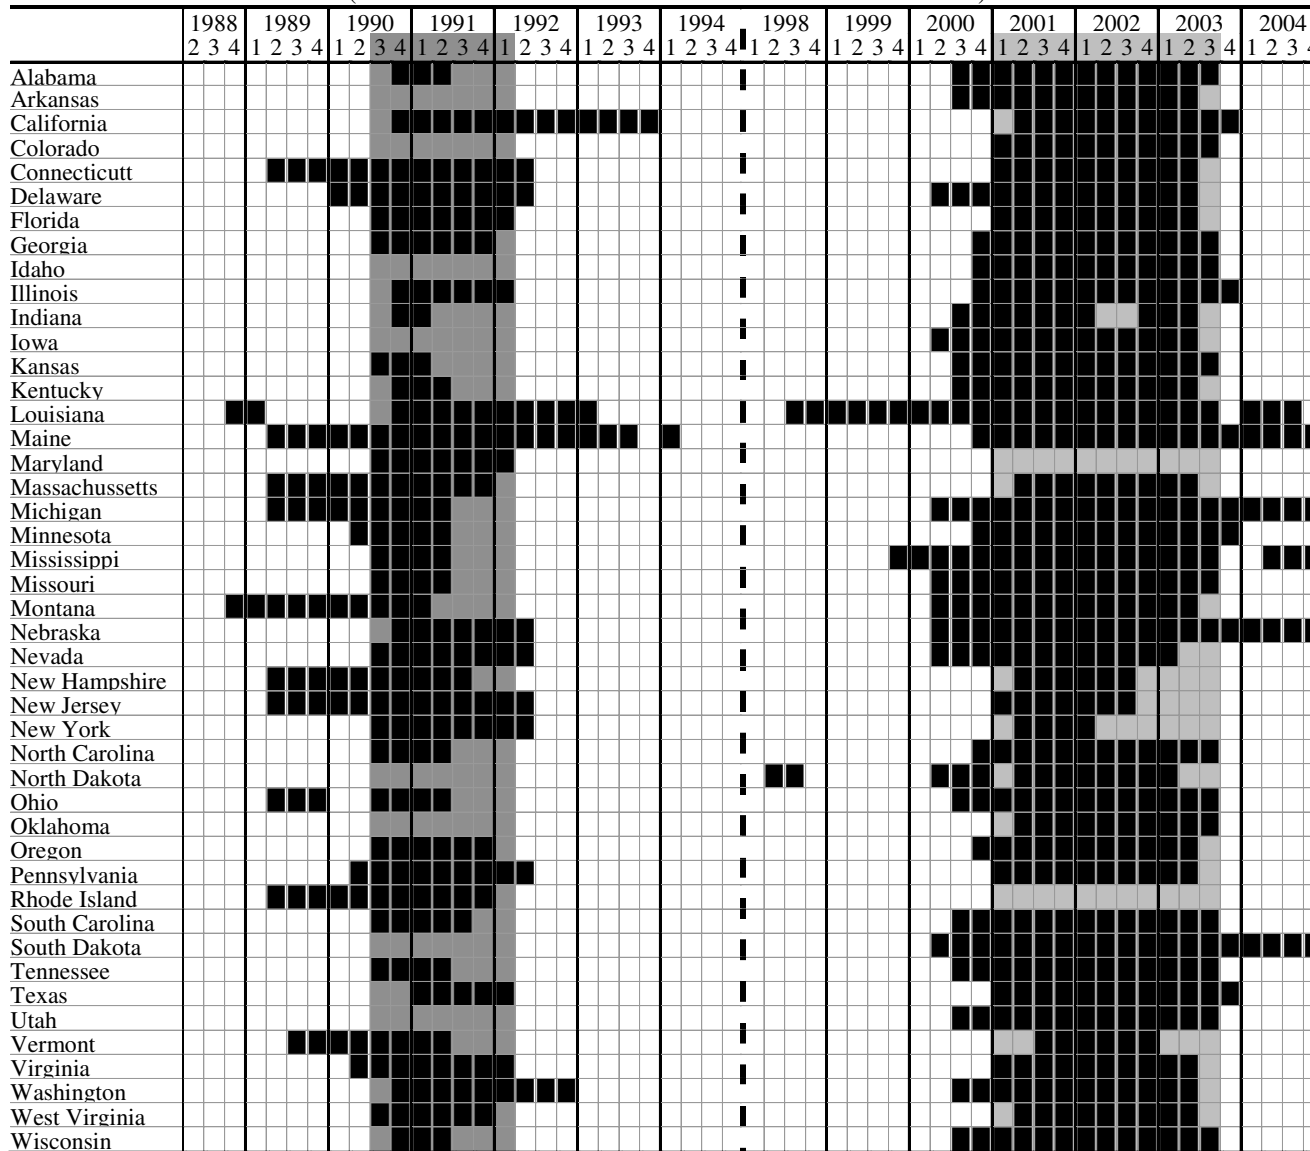 1988 1989 1990 1991 1992 1993 1994 1998 1999 2000 2001 2002 2003 2004
2 3 4 1 2 3 4 1 2 3 4 1 2 3 4 1 2 3 4 1 2 3 4 1 2 3 4 1 2 3 4 1 2 3 4 1 2 3 4 1 2 3 4 1 2 3 4 1 2 3 4 1 2 3
Alabama
Arkansas
California
Colorado
Connecticutt
Delaware
Florida
Georgia
Idaho
Illinois
Indiana
Iowa
Kansas
Kentucky
Louisiana
Maine
Maryland
Massachussetts
Michigan
Minnesota
Mississippi
Missouri
Montana
Nebraska
Nevada
New Hampshire
New Jersey
New York
North Carolina
North Dakota
Ohio
Oklahoma
Oregon
Pennsylvania
Rhode Island
South Carolina
South Dakota
Tennessee
Texas
Utah
Vermont
Virginia
Washington
West Virginia
Wisconsin